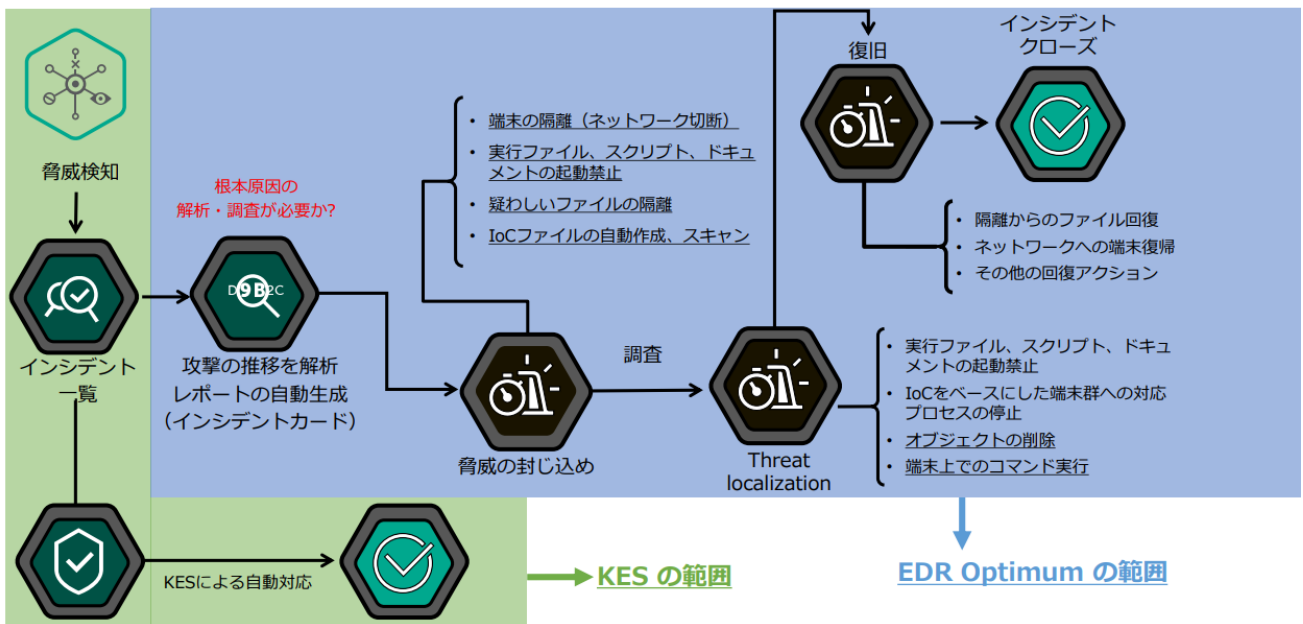 脅威検知
インシデント
一覧
根本原因の
解析・調査が必要か?
D9B2C
攻撃の推移を解析
レポートの自動生成
(インシデントカード)
• 端末の隔離(ネットワーク切断)
• 実行ファイル、スクリプト、ドキュ
メントの起動禁止
• 疑わしいファイルの隔離
• IoCファイルの自動作成、スキャン
脅威の封じ込め
調査
Threat
localization
• 実行ファイル、スクリプト、ドキュ
メントの起動禁止
• IoCをベースにした端末群への対応
プロセスの停止
• オブジェクトの削除
• 端末上でのコマンド実行
復旧
• 隔離からのファイル回復
• ネットワークへの端末復帰
• その他の回復アクション
インシデント
クローズ
KESによる自動対応
KES の範囲
EDR Optimum の範囲